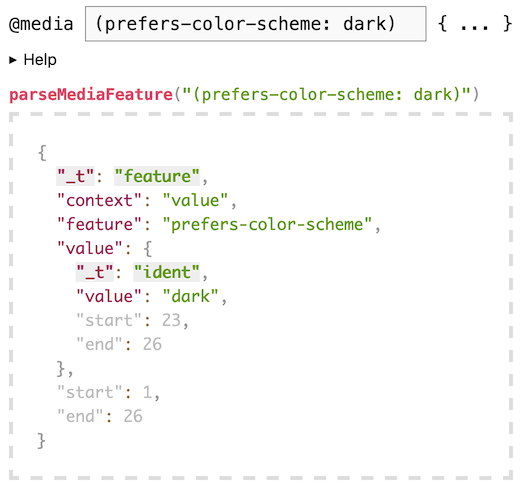 @media (prefers-color-scheme: dark) { ... }
▸ Help
parseMediaFeature("(prefers-color-scheme: dark)")
{
"_t": "feature",
"context": "value",
"feature": "prefers-color-scheme",
"value": {
"_t": "ident",
"value": "dark",
"start": 23,
"end": 26
},
"start": 1,
"end": 26
}